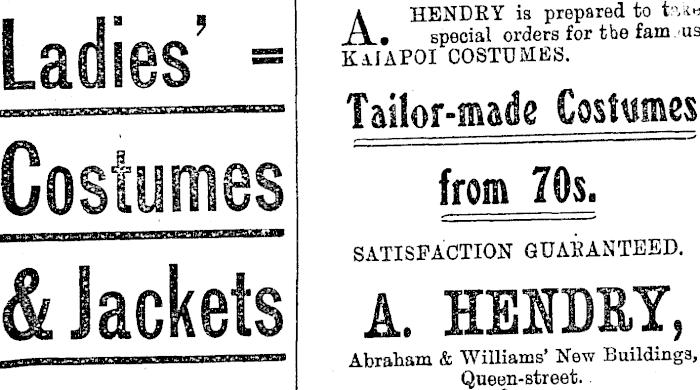 Ladies' =
Costumes
& Jackets
A. HENDRY is prepared to take
special orders for the famous
KAIAPOI COSTUMES.
Tailor-made Costumes
from 70s.
SATISFACTION GUARANTEED.
A. HENDRY,
Abraham & Williams' New Buildings,
Queen-street.